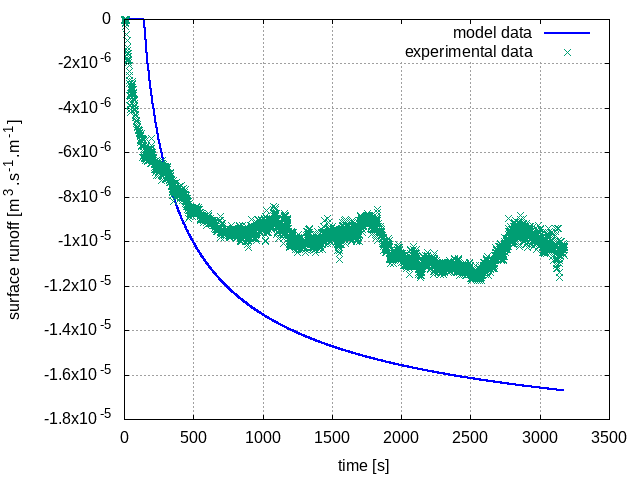 model data
experimental data
0
-2x10⁻⁶
-4x10⁻⁶
-6x10⁻⁶
-8x10⁻⁶
-1x10⁻⁵
-1.2x10⁻⁵
-1.4x10⁻⁵
-1.6x10⁻⁵
-1.8x10⁻⁵
surface runoff [m³.s⁻¹.m⁻¹]
0 500 1000 1500 2000 2500 3000 3500
time [s]